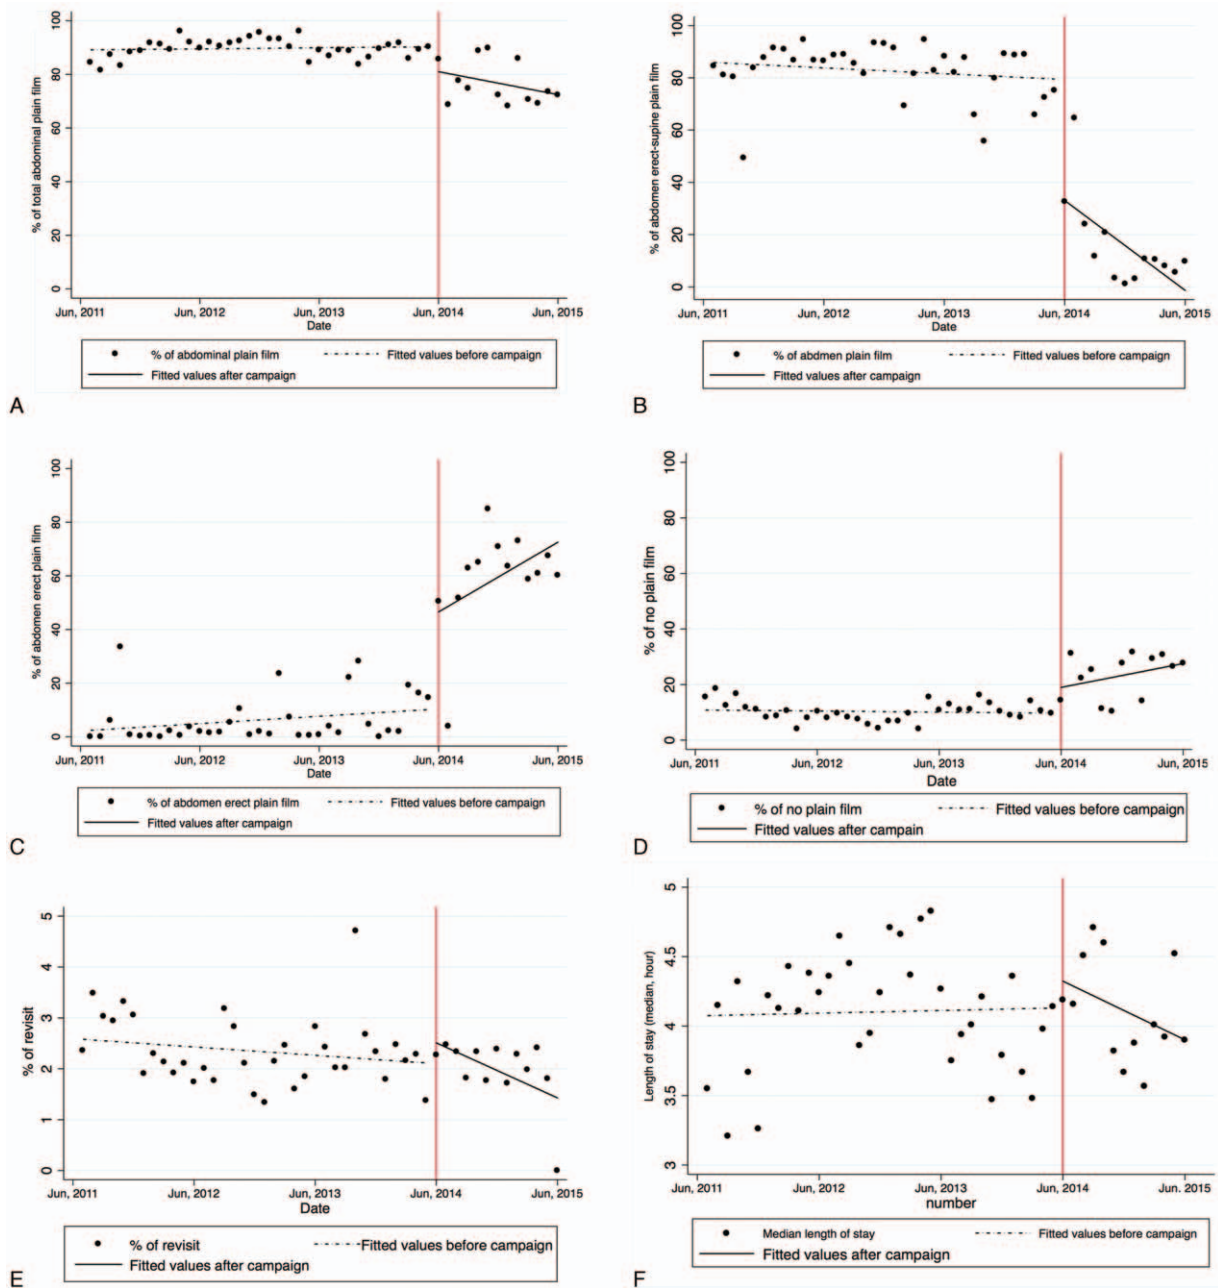 % of total abdominal plain film
100
80
60
40
20
0
Jun, 2011 Jun, 2012 Jun, 2013 Jun, 2014 Jun, 2015
Date
% of abdominal plain film Fitted values before campaign
Fitted values after campaign
A
% of abdomen erect-supine plain film
100
80
60
40
20
0
Jun, 2011 Jun, 2012 Jun, 2013 Jun, 2014 Jun, 2015
Date
% of abdmen plain film Fitted values before campaign
Fitted values after campaign
B
% of abdomen erect plain film
100
80
60
40
20
0
Jun, 2011 Jun, 2012 Jun, 2013 Jun, 2014 Jun, 2015
Date
% of abdomen erect plain film Fitted values before campaign
Fitted values after campaign
C
% of no plain film
100
80
60
40
20
0
Jun, 2011 Jun, 2012 Jun, 2013 Jun, 2014 Jun, 2015
Date
% of no plain film Fitted values before campaign
Fitted values after campain
D
% of revisit
5
4
3
2
1
0
Jun, 2011 Jun, 2012 Jun, 2013 Jun, 2014 Jun, 2015
Date
% of revisit Fitted values before campaign
Fitted values after campaign
E
Length of stay (median, hour)
5
4.5
4
3.5
3
Jun, 2011 Jun, 2012 Jun, 2013 Jun, 2014 Jun. 2015
number
Median length of stay Fitted values before campaign
Fitted values after campaign
F